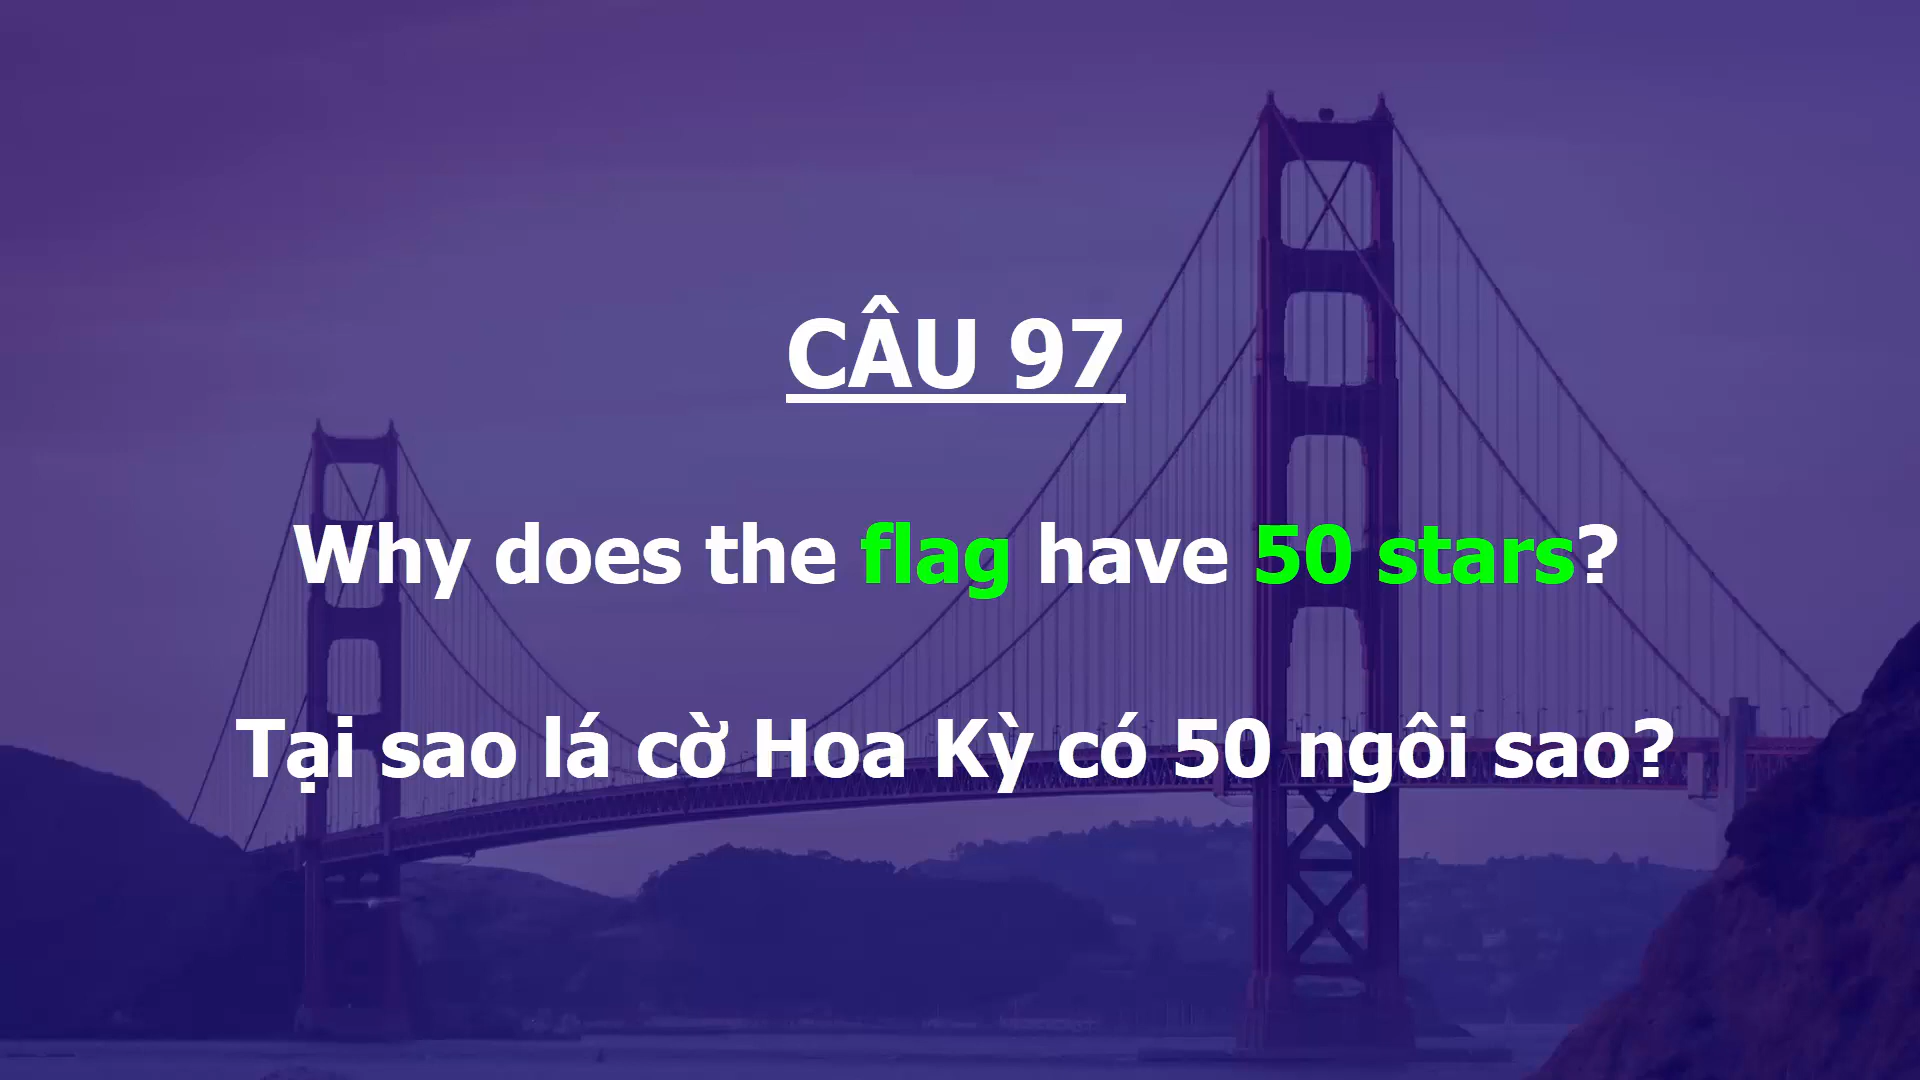 CÂU 97
Why does the flag have 50 stars?
Tại sao lá cờ Hoa Kỳ có 50 ngôi sao?